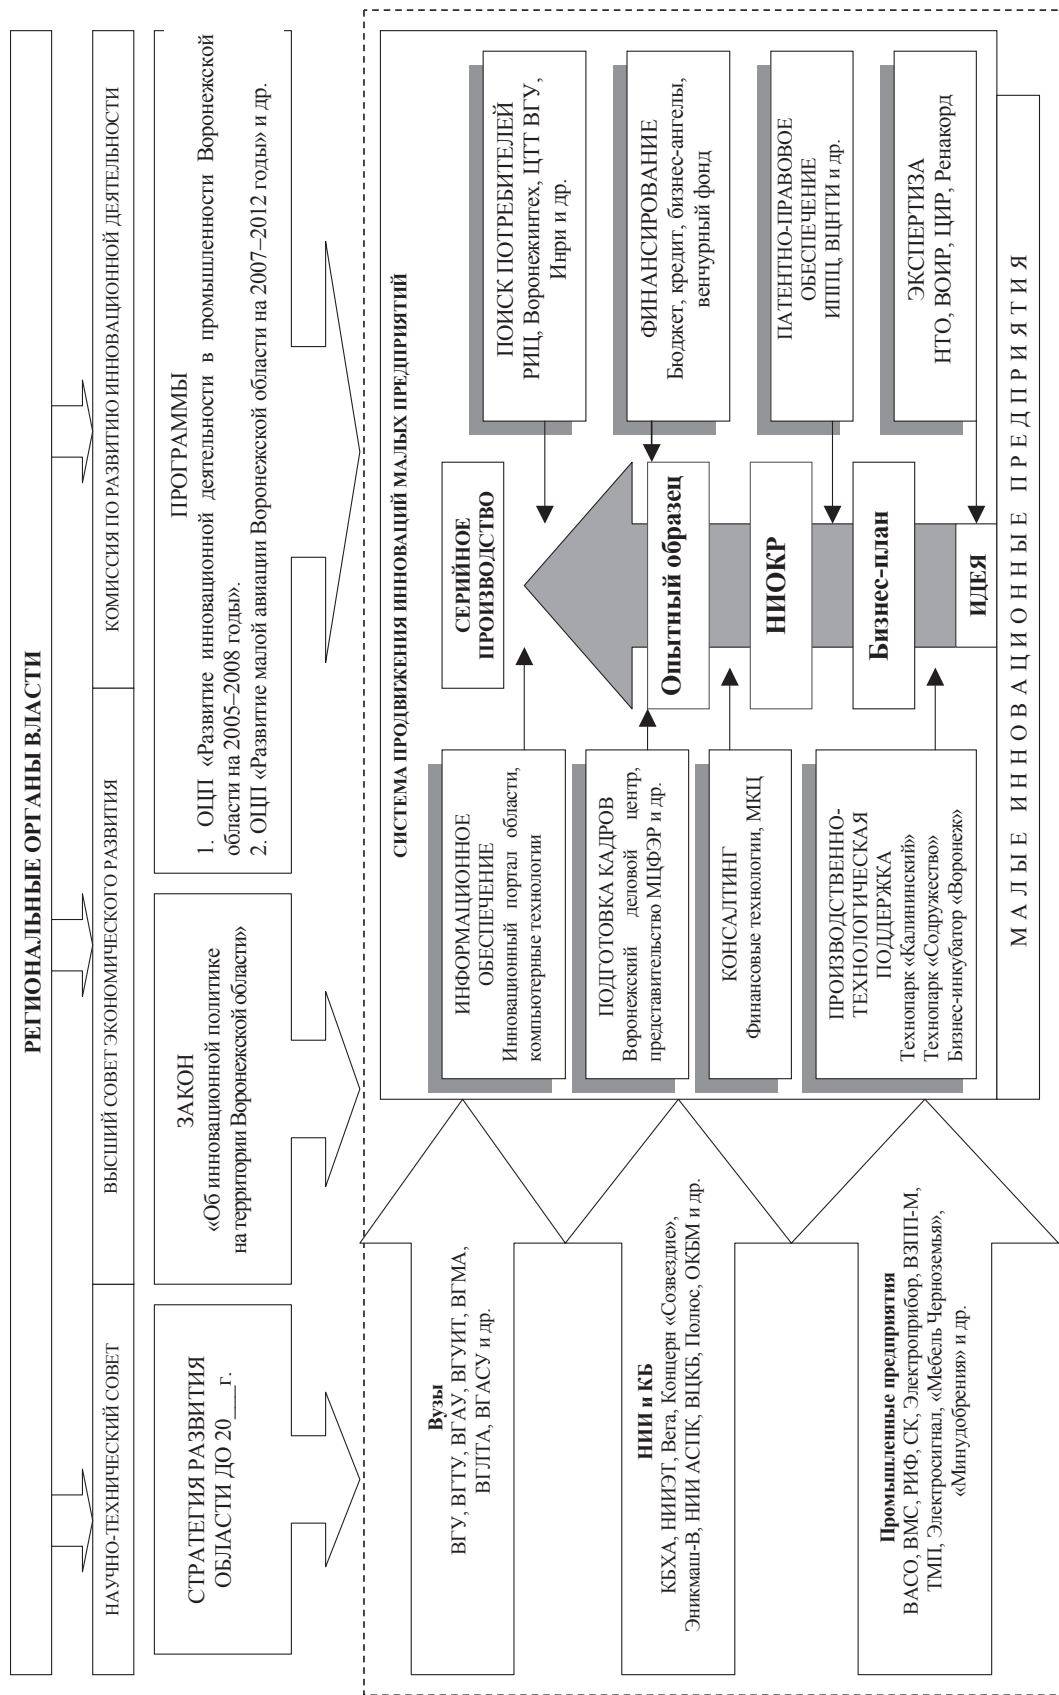 РЕГИОНАЛЬНЫЕ ОРГАНЫ ВЛАСТИ
НАУЧНО-ТЕХНИЧЕСКИЙ СОВЕТ
ВЫСШИЙ СОВЕТ ЭКОНОМИЧЕСКОГО РАЗВИТИЯ
КОМИССИЯ ПО РАЗВИТИЮ ИННОВАЦИОННОЙ ДЕЯТЕЛЬНОСТИ
СТРАТЕГИЯ РАЗВИТИЯ
ОБЛАСТИ ДО 20 ___г.
ЗАКОН
«Об инновационной политике
на территории Воронежской области»
ПРОГРАММЫ
1. ОЦП «Развитие инновационной деятельности в промышленности Воронежской
области на 2005–2008 годы».
2. ОЦП «Развитие малой авиации Воронежской области на 2007–2012 годы» и др.
Вузы
ВГУ, ВГТУ, ВГАУ, ВГУИТ, ВГМА,
ВГЛТА, ВГАСУ и др.
НИИ и КБ
КБХА, НИИЭТ, Вега, Концерн «Созвездие»,
Эникмаш-В, НИИ АСПК, ВЦКБ, Полюс, ОКБМ и др.
Промышленные предприятия
ВАСО, ВМС, РИФ, СК, Электроприбор, ВЗПП-М,
ТМП, Электросигнал, «Мебель Черноземья»,
«Минудобрения» и др.
СИСТЕМА ПРОДВИЖЕНИЯ ИННОВАЦИЙ МАЛЫХ ПРЕДПРИЯТИЙ
ИНФОРМАЦИОННОЕ
ОБЕСПЕЧЕНИЕ
Инновационный портал области,
компьютерные технологии
ПОДГОТОВКА КАДРОВ
Воронежский деловой центр,
представительство МЦФЭР и др.
КОНСАЛТИНГ
Финансовые технологии, МКЦ
ПРОИЗВОДСТВЕННО-
ТЕХНОЛОГИЧЕСКАЯ
ПОДДЕРЖКА
Технопарк «Калининский»
Технопарк «Содружество»
Бизнес-инкубатор «Воронеж»
СЕРИЙНОЕ
ПРОИЗВОДСТВО
Опытный образец
НИОКР
Бизнес-план
ИДЕЯ
ПОИСК ПОТРЕБИТЕЛЕЙ
РИЦ, Воронежинтех, ЦТТ ВГУ,
Инри и др.
ФИНАНСИРОВАНИЕ
Бюджет, кредит, бизнес-ангелы,
венчурный фонд
ПАТЕНТНО-ПРАВОВОЕ
ОБЕСПЕЧЕНИЕ
ИПЦ, ВЦНТИ и др.
ЭКСПЕРТИЗА
НТО, ВОИР, ЦИР, Ренакорд
МАЛЫЕ ИННОВАЦИОННЫЕ ПРЕДПРИЯТИЯ